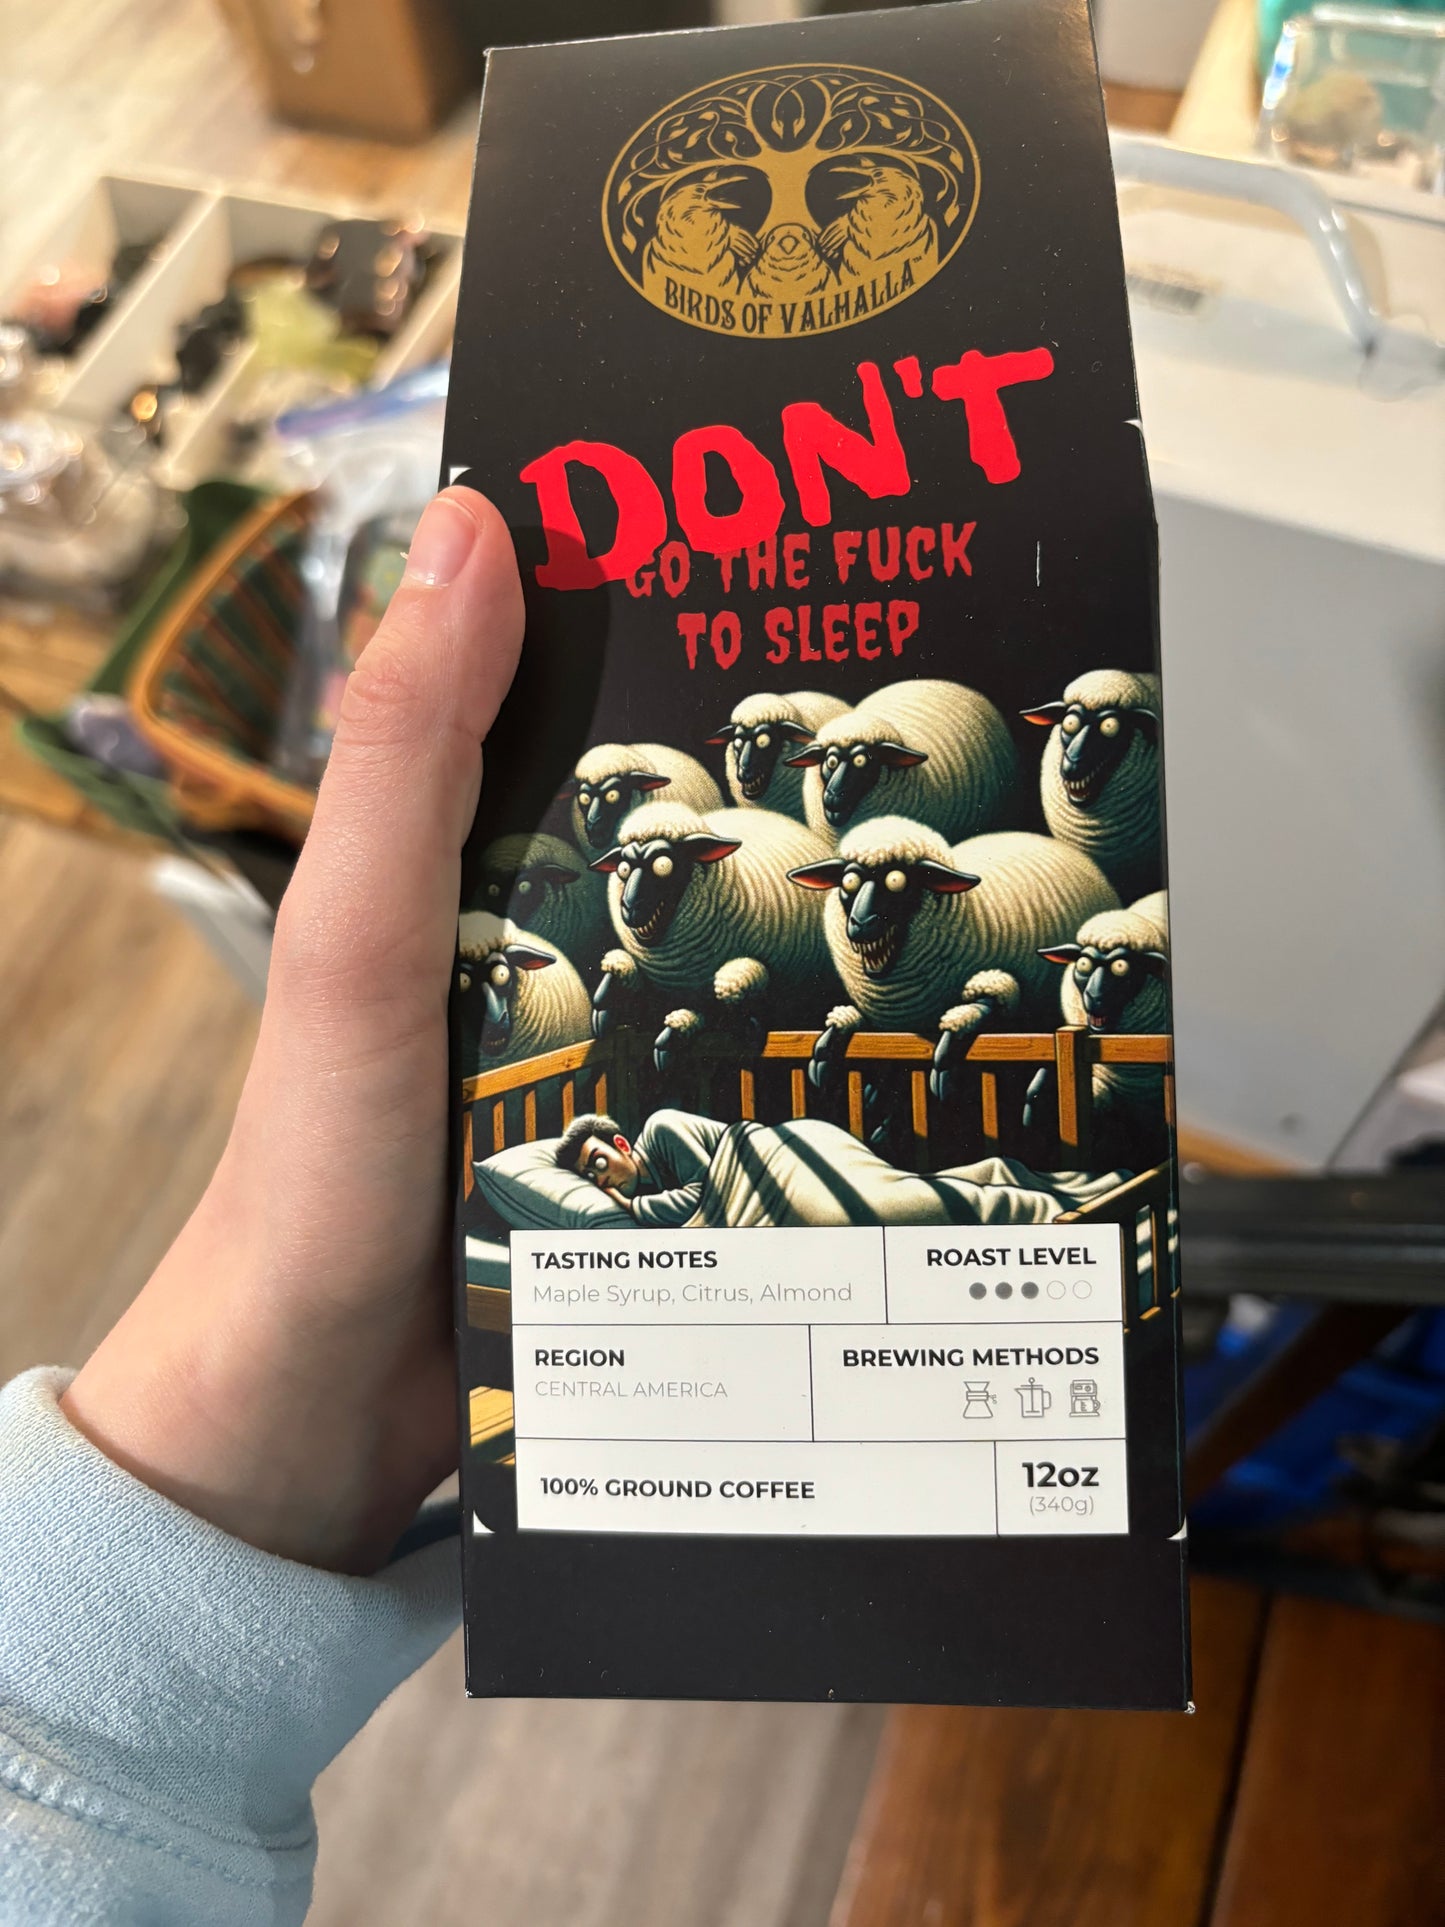 BIRDS OF VALHALLA™
DON'T
GO THE FUCK
TO SLEEP
TASTING NOTES
Maple Syrup, Citrus, Almond
ROAST LEVEL
REGION
CENTRAL AMERICA
BREWING METHODS
100% GROUND COFFEE
12oz
(340g)